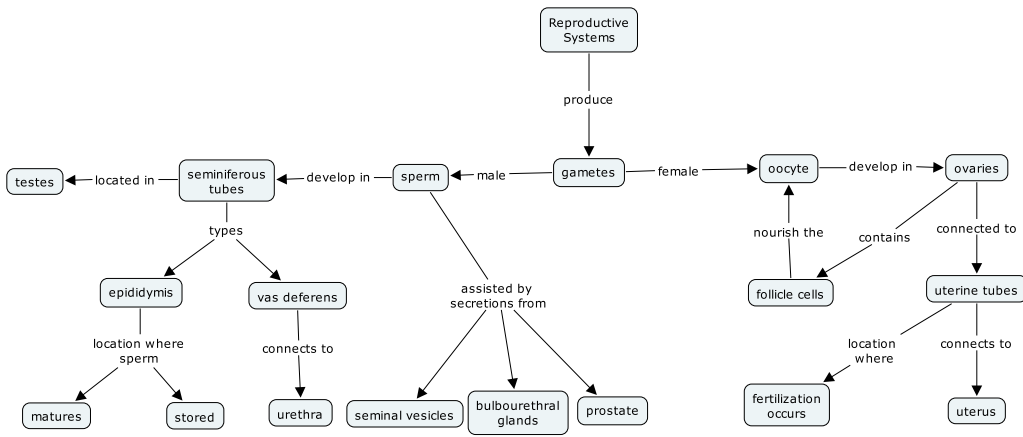 Reproductive
Systems
produce
testes
located in
seminiferous
tubes
develop in
sperm
male
gametes
female
oocyte
develop in
ovaries
types
nourish the
contains
connected to
epididymis
vas deferens
assisted by
secretions from
follicle cells
uterine tubes
location where
sperm
connects to
location
where
connects to
matures
stored
urethra
seminal vesicles
bulbourethral
glands
prostate
fertilization
occurs
uterus